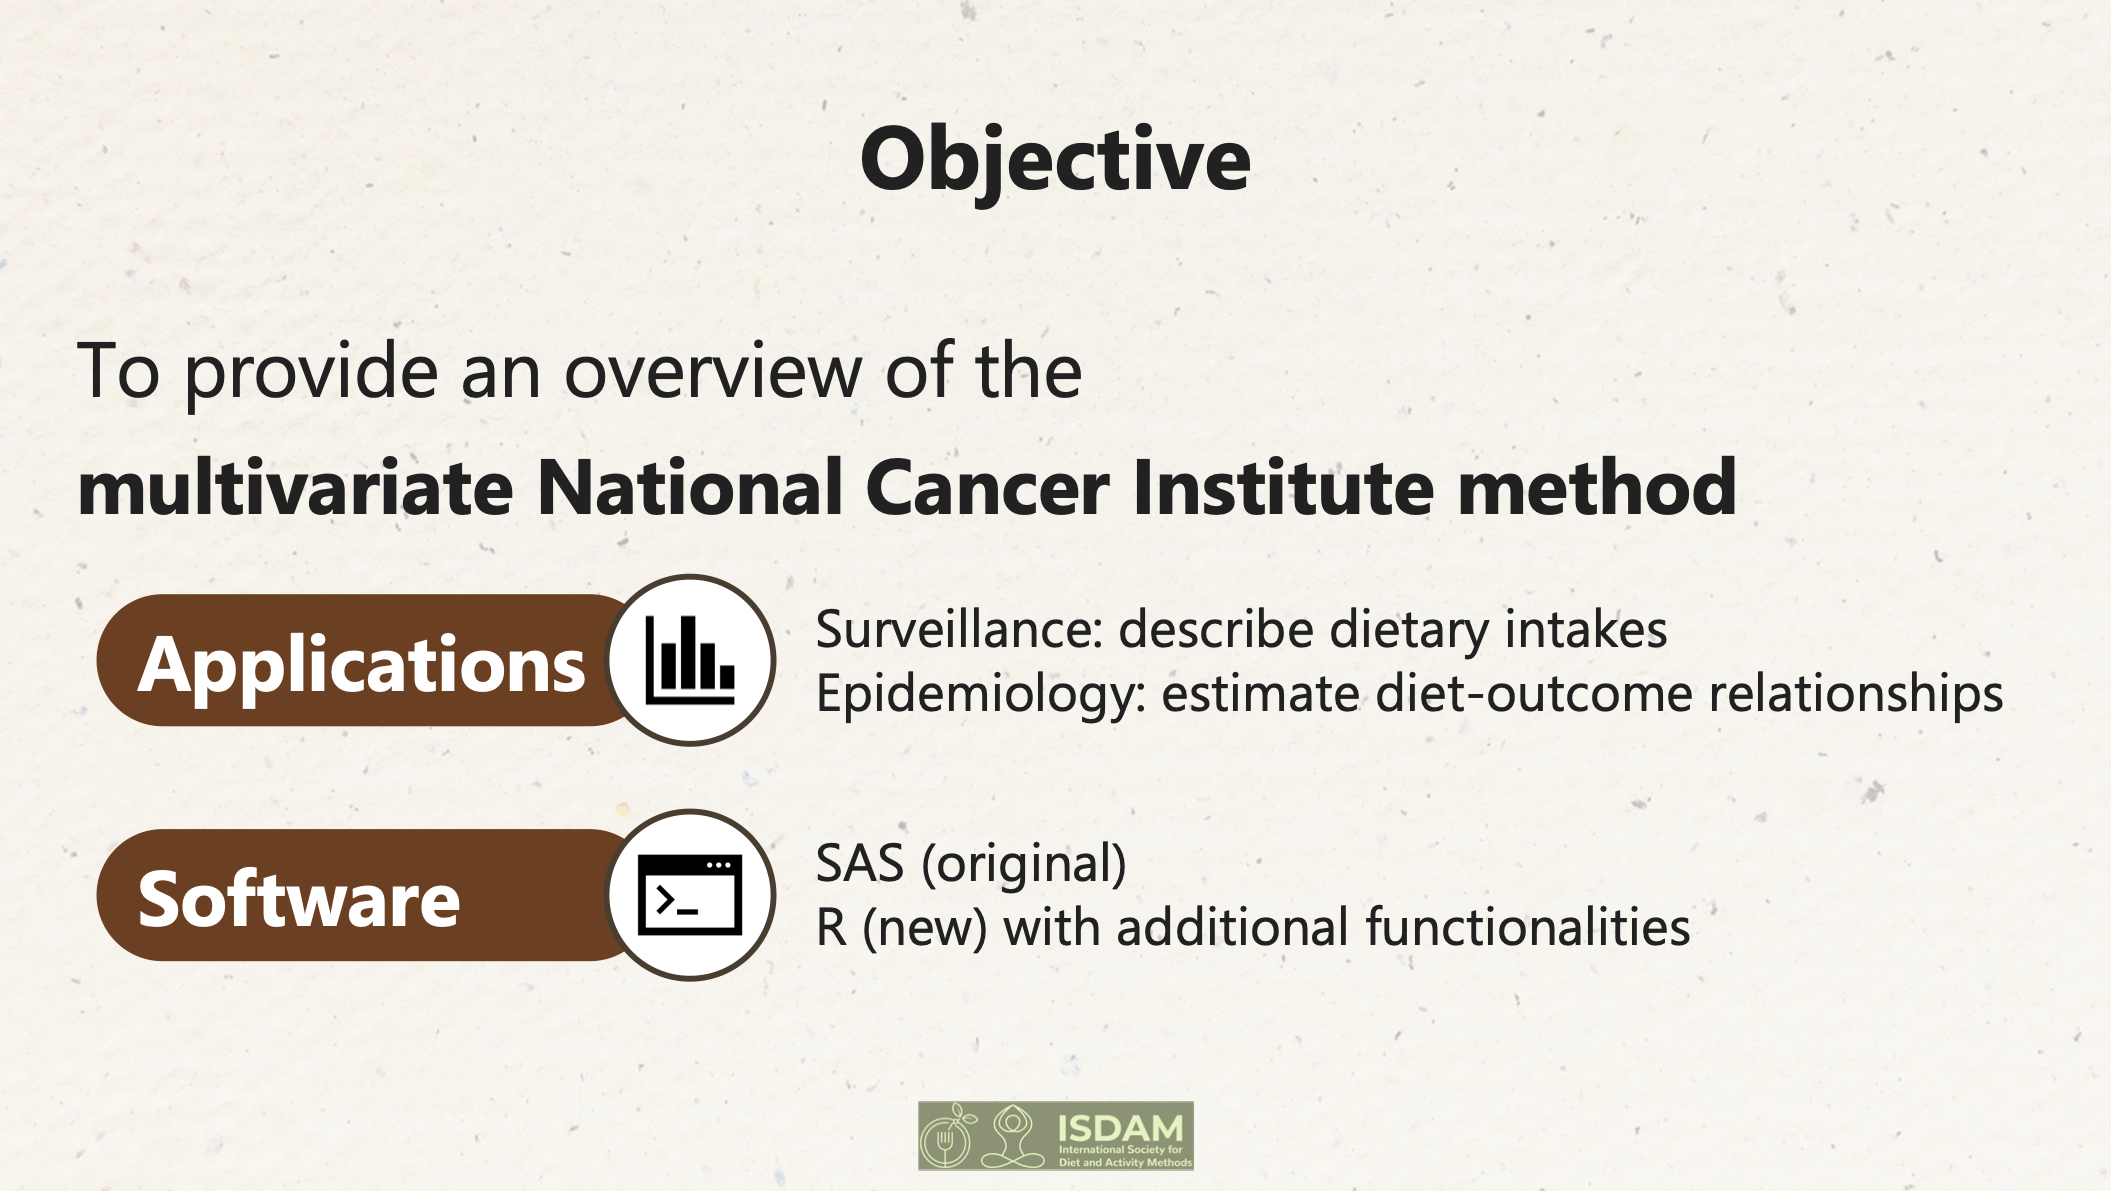 Objective
To provide an overview of the
multivariate National Cancer Institute method
Applications
Surveillance: describe dietary intakes
Epidemiology: estimate diet-outcome relationships
Software
SAS (original)
R (new) with additional functionalities
ISDAM
International Society for
Diet and Activity Methods